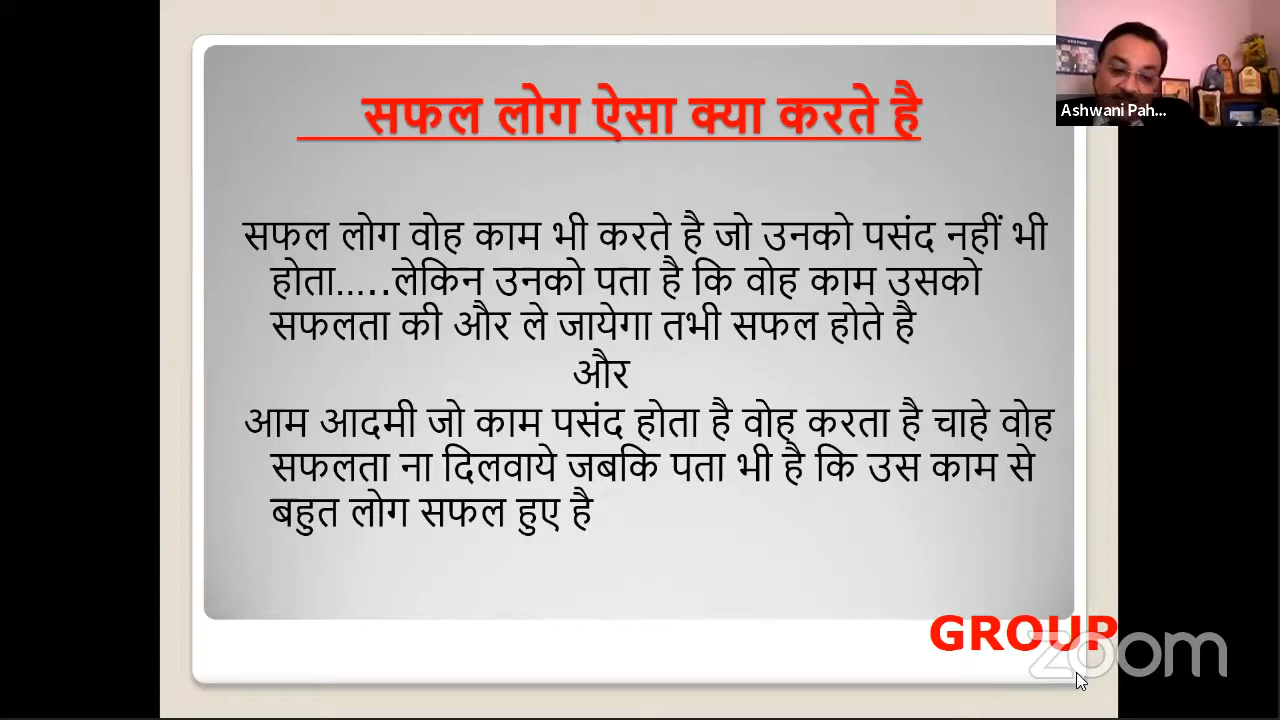 सफल लोग ऐसा क्या करते है
Ashwani Pah...
सफल लोग वोह काम भी करते है जो उनको पसंद नहीं भी
होता.....लेकिन उनको पता है कि वोह काम उसको
सफलता की और ले जायेगा तभी सफल होते है
और
आम आदमी जो काम पसंद होता है वोह करता है चाहे वोह
सफलता ना दिलवाये जबकि पता भी है कि उस काम से
बहुत लोग सफल हुए है
GROUP
zoom